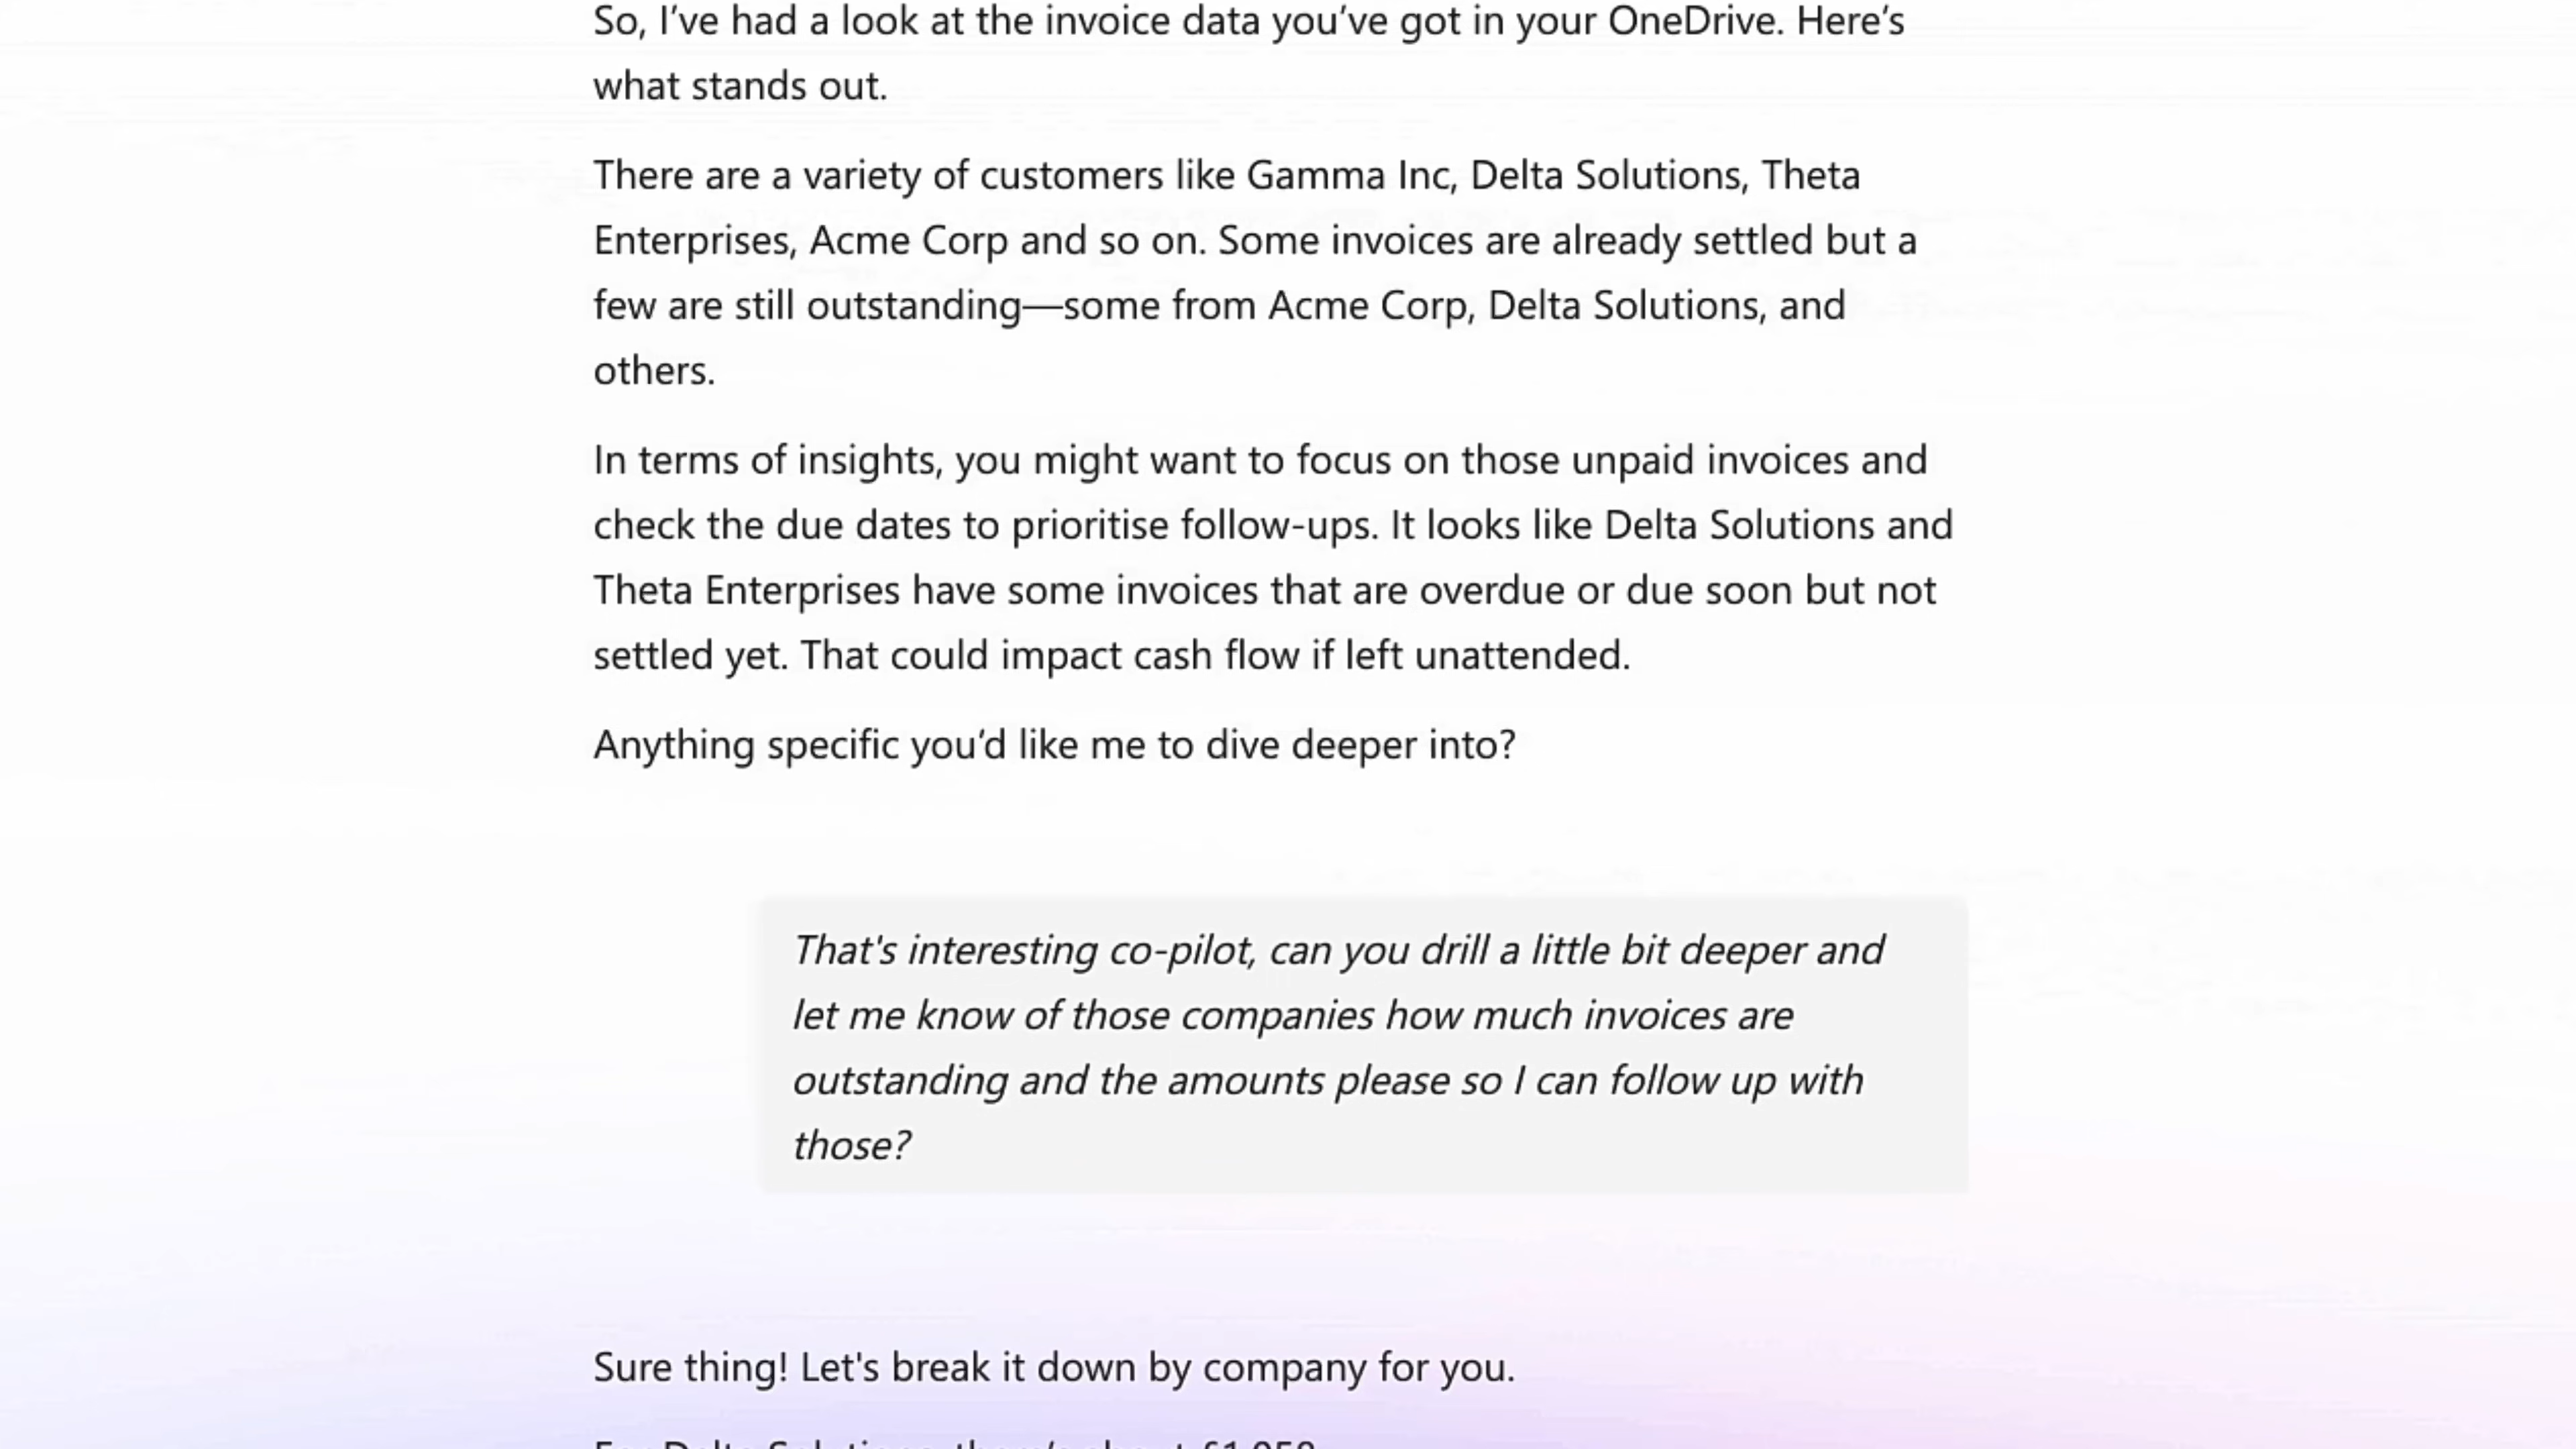 So, I’ve had a look at the invoice data you’ve got in your OneDrive. Here’s
what stands out.
There are a variety of customers like Gamma Inc, Delta Solutions, Theta
Enterprises, Acme Corp and so on. Some invoices are already settled but a
few are still outstanding—some from Acme Corp, Delta Solutions, and
others.
In terms of insights, you might want to focus on those unpaid invoices and
check the due dates to prioritise follow-ups. It looks like Delta Solutions and
Theta Enterprises have some invoices that are overdue or due soon but not
settled yet. That could impact cash flow if left unattended.
Anything specific you’d like me to dive deeper into?
That's interesting co-pilot, can you drill a little bit deeper and
let me know of those companies how much invoices are
outstanding and the amounts please so I can follow up with
those?
Sure thing! Let's break it down by company for you.
For Delta Solutions, there's about